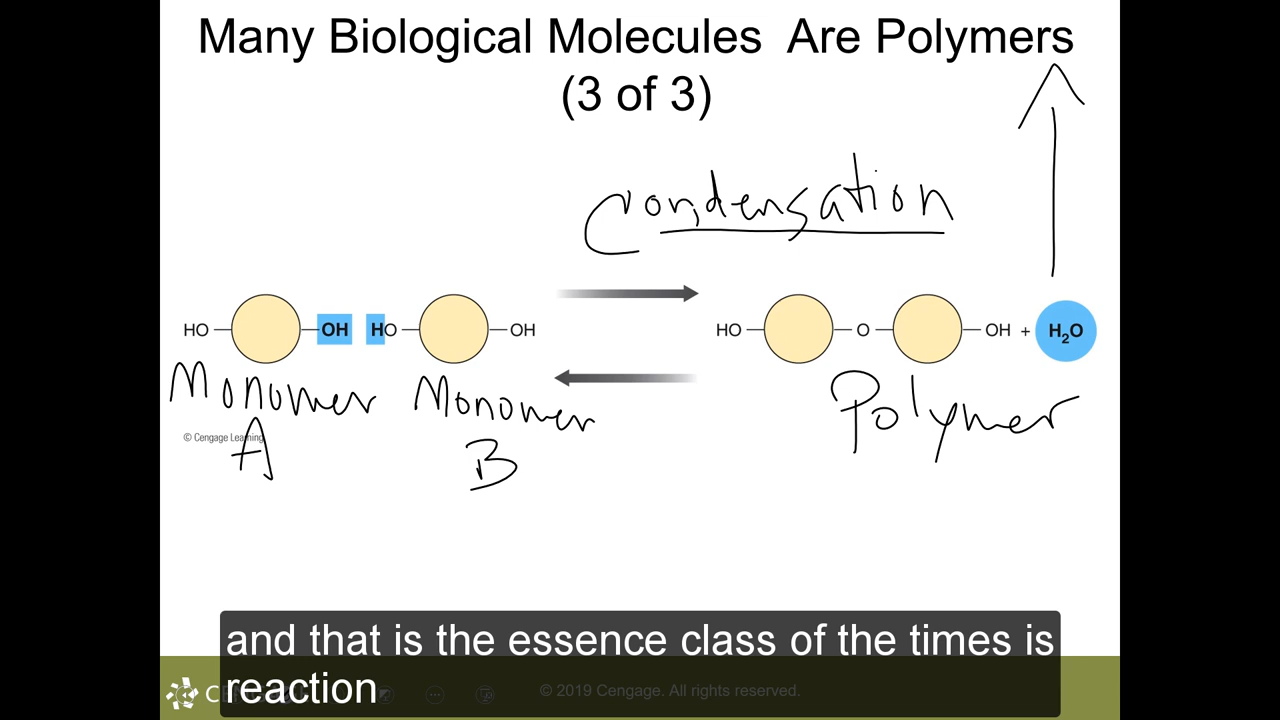 Many Biological Molecules Are Polymers
(3 of 3)
condensation
HO OH HO OH HO O OH + H2O
Monomer Monomer Polymer
© Cengage Learning
A B
and that is the essence class of the times is
reaction
© 2019 Cengage. All rights reserved.